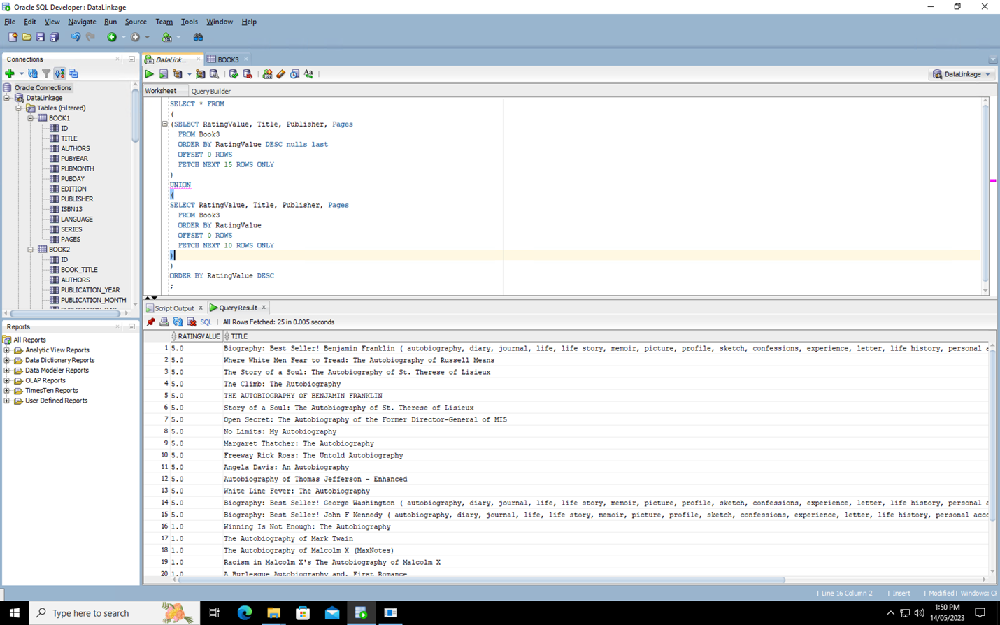 Oracle SQL Developer : DataLinkage
File Edit View Navigate Run Source Team Tools Window Help
Connections
Oracle Connections
DataLinkage
Tables (Filtered)
BOOK1
ID
TITLE
AUTHORS
PUBYEAR
PUBMONTH
PUBDAY
EDITION
PUBLISHER
ISBN13
LANGUAGE
SERIES
PAGES
BOOK2
ID
BOOK_TITLE
AUTHORS
PUBLICATION_YEAR
PUBLICATION_MONTH
Reports
All Reports
Analytic View Reports
Data Dictionary Reports
Data Modeler Reports
OLAP Reports
TimesTen Reports
User Defined Reports
DataLink... BOOK3
DataLinkage
Worksheet Query Builder
SELECT * FROM
(
(SELECT RatingValue, Title, Publisher, Pages
FROM Book3
ORDER BY RatingValue DESC nulls last
OFFSET 0 ROWS
FETCH NEXT 15 ROWS ONLY
)
UNION
(
SELECT RatingValue, Title, Publisher, Pages
FROM Book3
ORDER BY RatingValue
OFFSET 0 ROWS
FETCH NEXT 10 ROWS ONLY
)
)
ORDER BY RatingValue DESC
;
Script Output Query Result
SQL All Rows Fetched: 25 in 0.005 seconds
RATINGVALUE TITLE
1 5.0 Biography: Best Seller! Benjamin Franklin ( autobiography, diary, journal, life, life story, memoir, picture, profile, sketch, confessions, experience, letter, life history, personal a
2 5.0 Where White Men Fear to Tread: The Autobiography of Russell Means
3 5.0 The Story of a Soul: The Autobiography of St. Therese of Lisieux
4 5.0 The Climb: The Autobiography
5 5.0 THE AUTOBIOGRAPHY OF BENJAMIN FRANKLIN
6 5.0 Story of a Soul: The Autobiography of St. Therese of Lisieux
7 5.0 Open Secret: The Autobiography of the Former Director-General of MI5
8 5.0 No Limits: My Autobiography
9 5.0 Margaret Thatcher: The Autobiography
10 5.0 Freeway Rick Ross: The Untold Autobiography
11 5.0 Angela Davis: An Autobiography
12 5.0 Autobiography of Thomas Jefferson - Enhanced
13 5.0 White Line Fever: The Autobiography
14 5.0 Biography: Best Seller! George Washington ( autobiography, diary, journal, life, life story, memoir, picture, profile, sketch, confessions, experience, letter, life history, personal a
15 5.0 Biography: Best Seller! John F Kennedy ( autobiography, diary, journal, life, life story, memoir, picture, profile, sketch, confessions, experience, letter, life history, personal acco
16 1.0 Winning Is Not Enough: The Autobiography
17 1.0 The Autobiography of Mark Twain
18 1.0 The Autobiography of Malcolm X (MaxNotes)
19 1.0 Racism in Malcolm X's The Autobiography of Malcolm X
20 1.0 A Burlesque Autobiography and, First Romance
Line 16 Column 2 Insert Modified Windows: CR
Type here to search
1:50 PM
14/05/2023